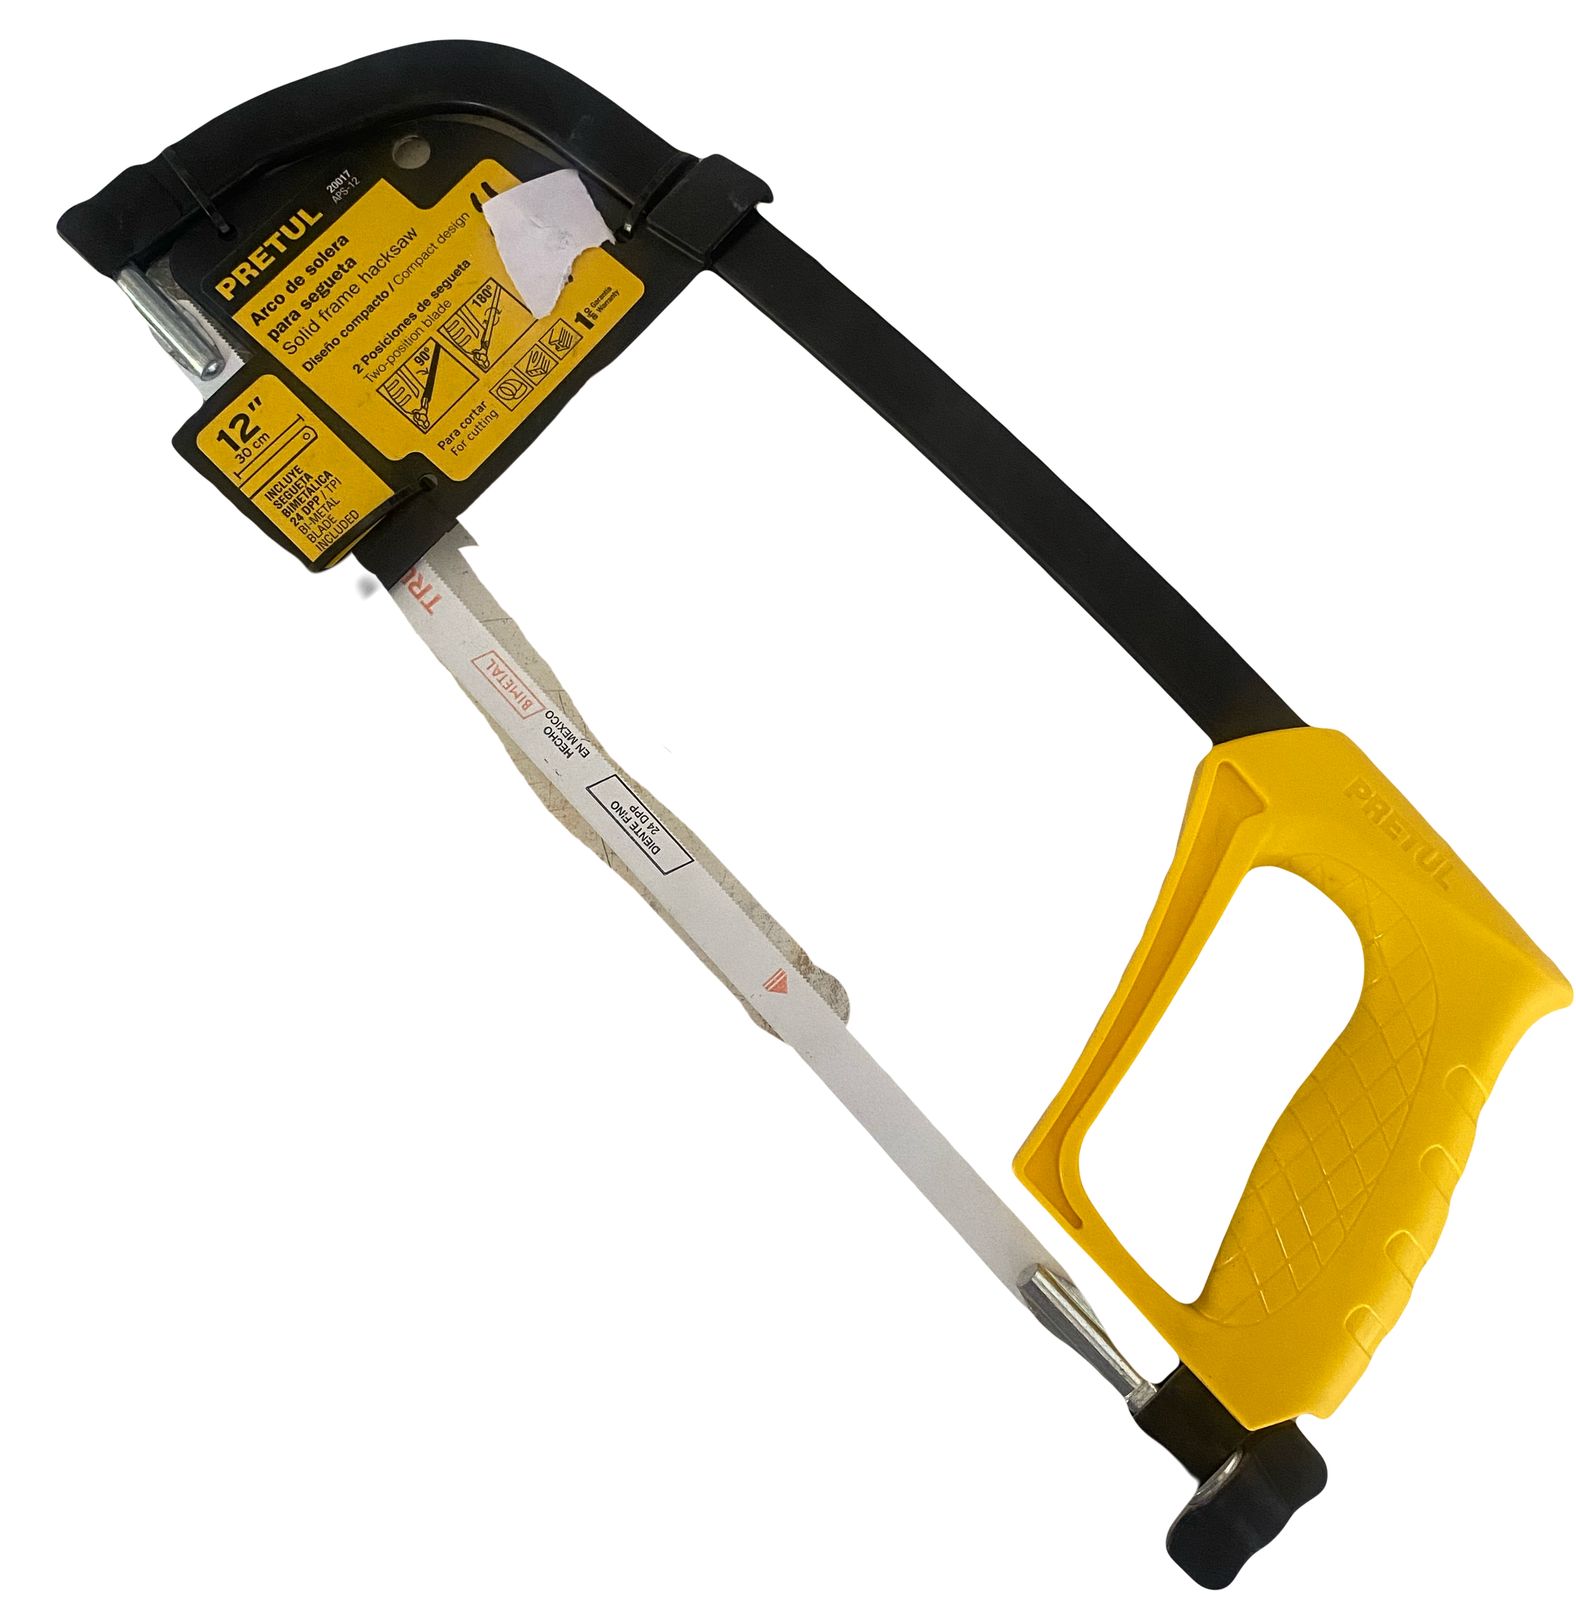 20017
APS-12
PRETUL
Arco de solera
para segueta
Solid frame hacksaw
Diseño compacto / Compact design
2 Posiciones de segueta
Two-position blade
90°
180°
Para cortar
For cutting
Garantía
Warranty
12"
30 cm
INCLUYE
SEGUETA
BIMETÁLICA
24 DPP / TPI
BI-METAL
BLADE
INCLUDED
BIMETAL
HECHO
EN MEXICO
DIENTE FINO
24 DPP
PRETUL